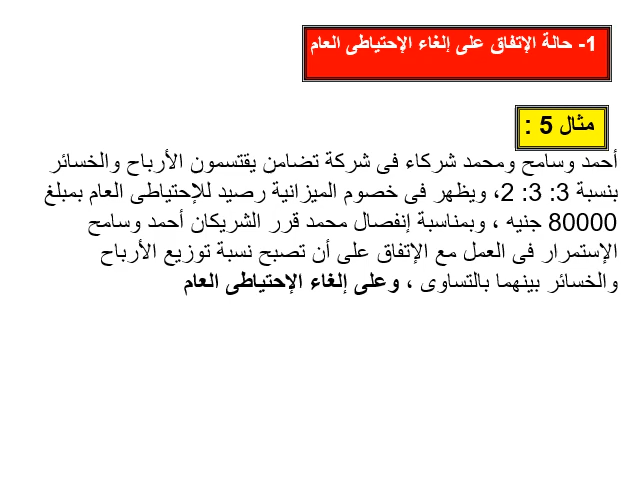 1- حالة الإتفاق على إلغاء الإحتياطى العام
مثال 5 :
أحمد وسامح ومحمد شركاء فى شركة تضامن يقتسمون الأرباح والخسائر
بنسبة 3: 3: 2، ويظهر فى خصوم الميزانية رصيد للإحتياطى العام بمبلغ
80000 جنيه ، وبمناسبة إنفصال محمد قرر الشريكان أحمد وسامح
الإستمرار فى العمل مع الإتفاق على أن تصبح نسبة توزيع الأرباح
والخسائر بينهما بالتساوى ، وعلى إلغاء الإحتياطى العام